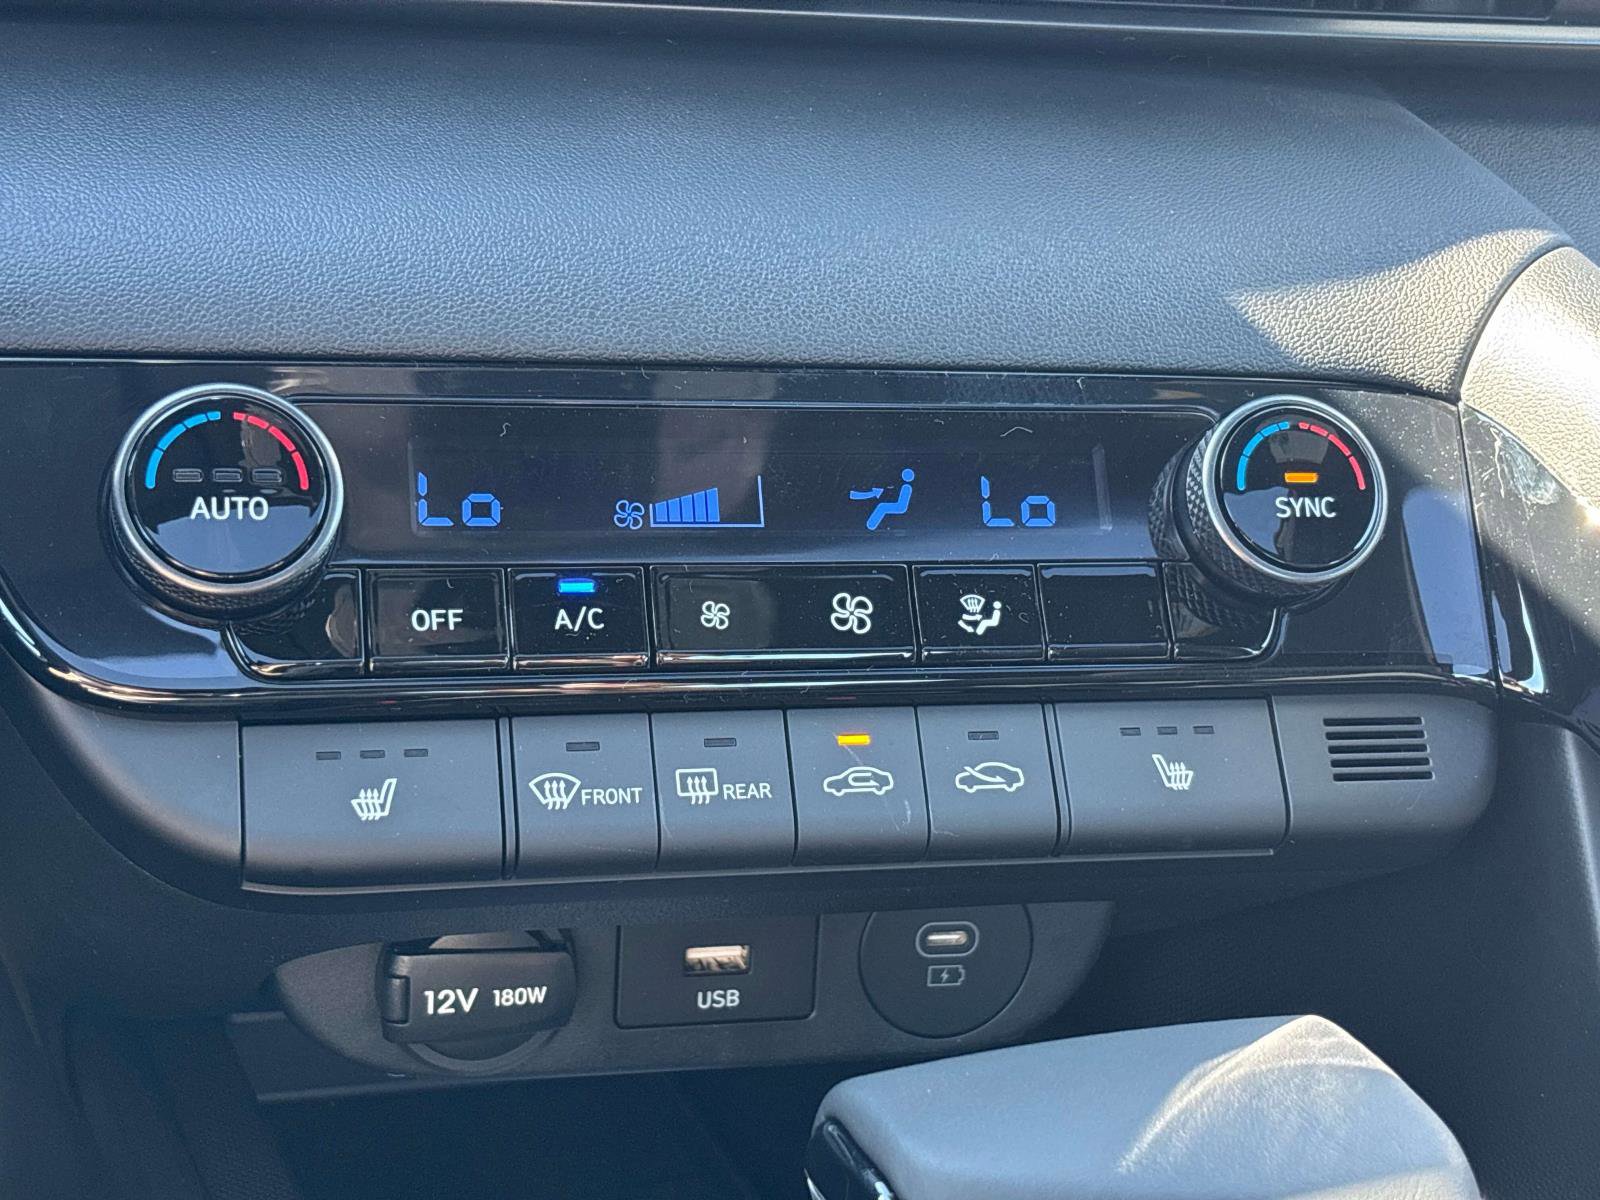 AUTO
Lo
Lo
SYNC
OFF
A/C
FRONT
REAR
12V 180W
USB